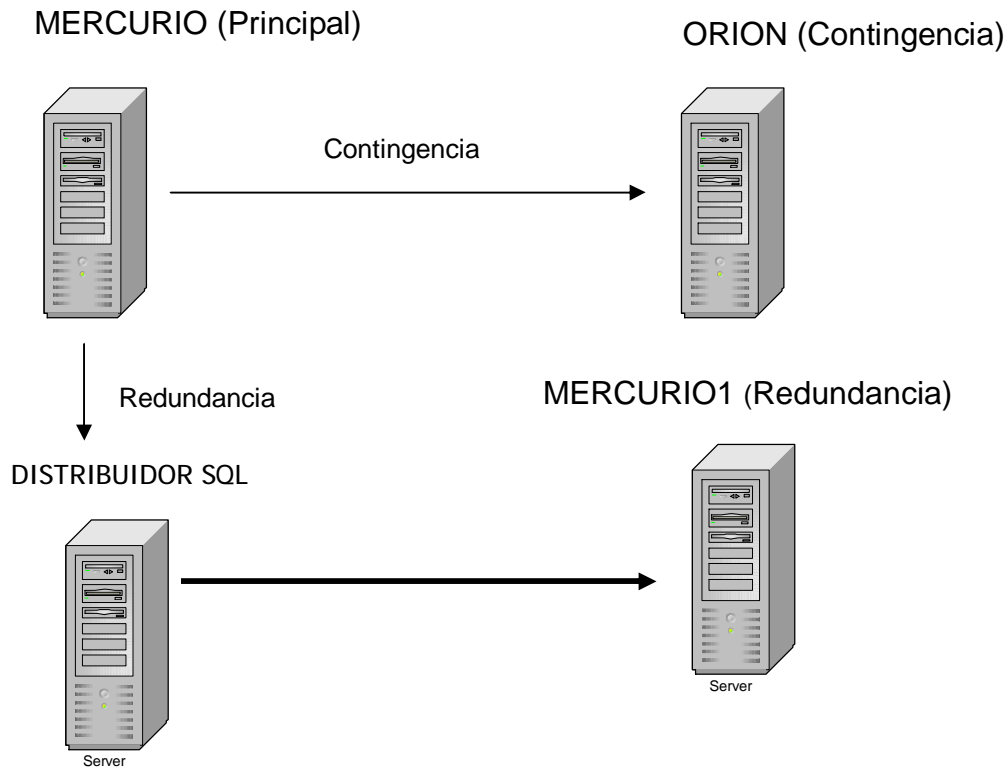 MERCURIO (Principal)
ORION (Contingencia)
Contingencia
Redundancia
MERCURIO1 (Redundancia)
DISTRIBUIDOR SQL
Server
Server